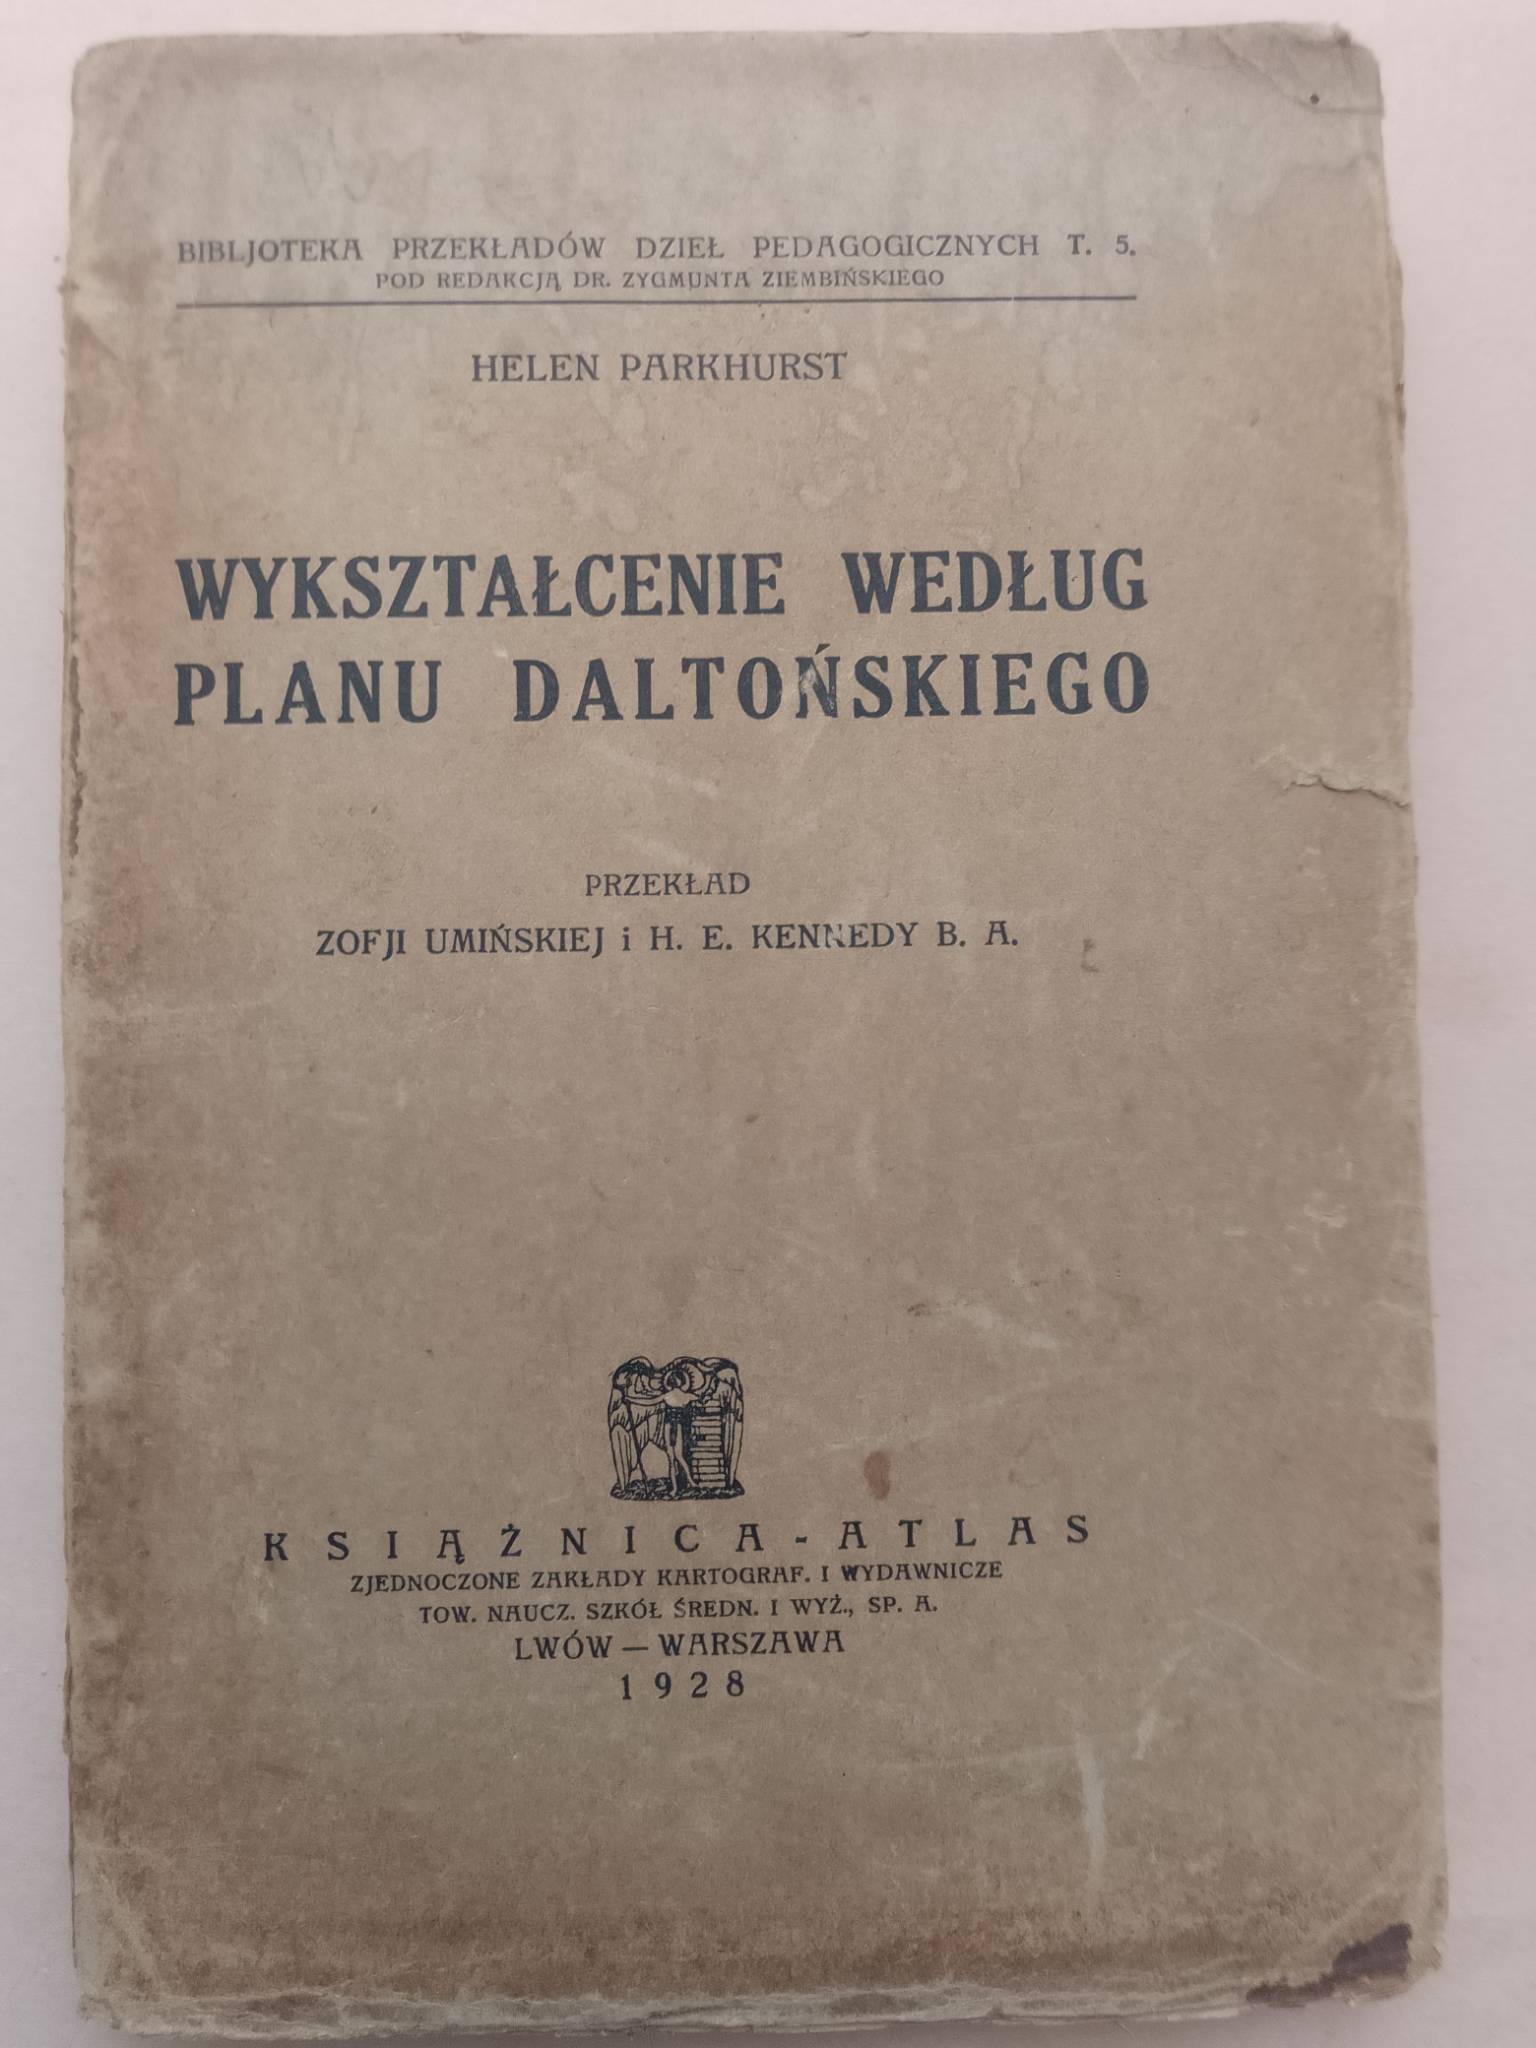 BIBLJOTEKA PRZEKŁADÓW DZIEŁ PEDAGOGICZNYCH T. 5.
POD REDAKCJĄ DR. ZYGMUNTA ZIEMBIŃSKIEGO
HELEN PARKHURST
WYKSZTAŁCENIE WEDŁUG
PLANU DALTOŃSKIEGO
PRZEKŁAD
ZOFJI UMIŃSKIEJ i H. E. KENNEDY B. A.
KSIĄŻNICA-ATLAS
ZJEDNOCZONE ZAKŁADY KARTOGRAF. I WYDAWNICZE
TOW. NAUCZ. SZKÓŁ ŚREDN. I WYŻ., SP. A.
LWÓW — WARSZAWA
1928